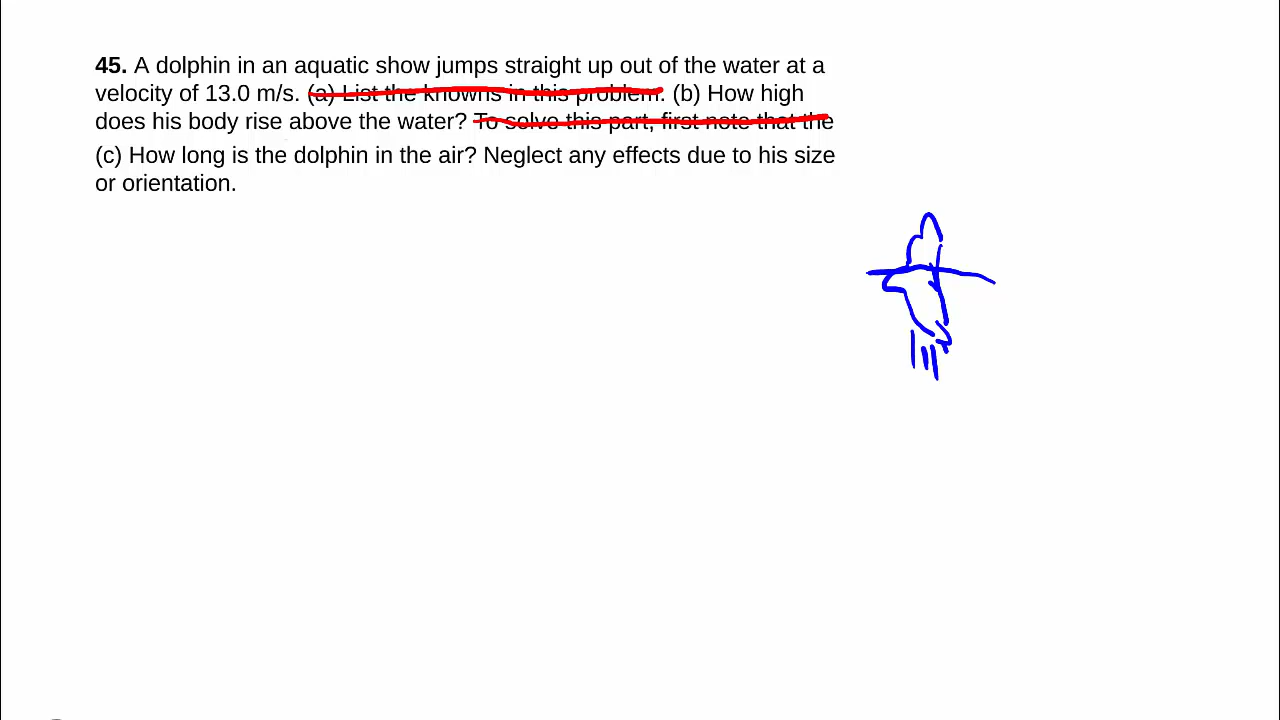 45. A dolphin in an aquatic show jumps straight up out of the water at a
velocity of 13.0 m/s. (a) List the knowns in this problem. (b) How high
does his body rise above the water? To solve this part, first note that the
(c) How long is the dolphin in the air? Neglect any effects due to his size
or orientation.